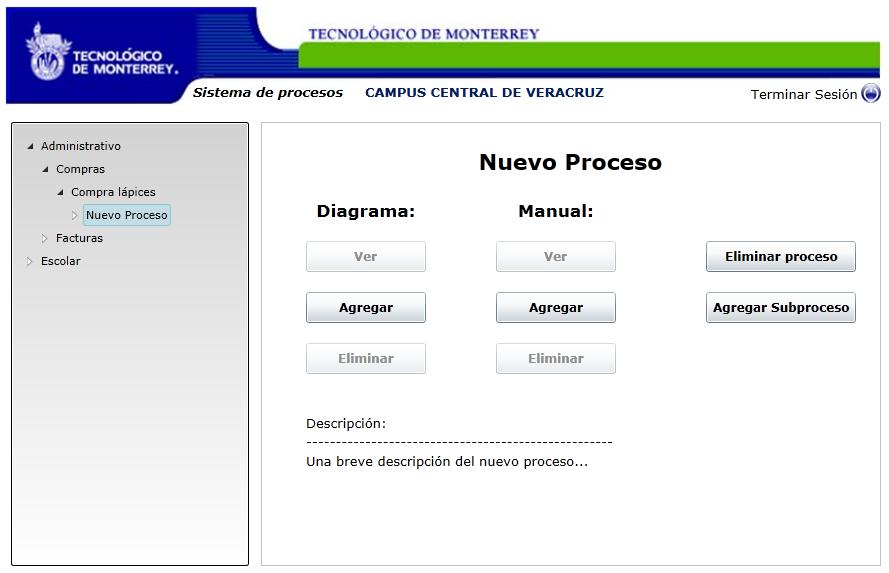 TECNOLÓGICO
DE MONTERREY.
TECNOLÓGICO DE MONTERREY
Sistema de procesos CAMPUS CENTRAL DE VERACRUZ Terminar Sesión
Administrativo
Compras
Compra lápices
Nuevo Proceso
Facturas
Escolar
Nuevo Proceso
Diagrama: Manual:
Ver Ver Eliminar proceso
Agregar Agregar Agregar Subproceso
Eliminar Eliminar
Descripción:
----------------------------------------------------
Una breve descripción del nuevo proceso...